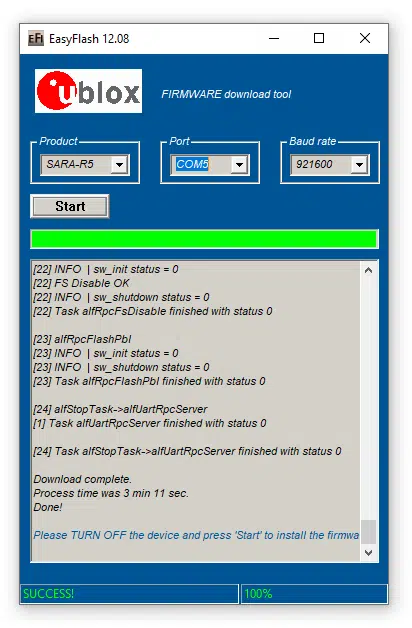 EF
EasyFlash 12.08
ublox
FIRMWARE download tool
Product
Port
Baud rate
SARA-R5
COM5
921600
Start
[22] INFO | sw_init status = 0
[22] FS Disable OK
[22] INFO | sw_shutdown status = 0
[22] Task alfRpcFsDisable finished with status 0
[23] alfRpcFlashPbl
[23] INFO | sw_init status = 0
[23] INFO | sw_shutdown status = 0
[23] Task alfRpcFlashPbl finished with status 0
[24] alfStopTask->alfUartRpcServer
[1] Task alfUartRpcServer finished with status 0
[24] Task alfStopTask->alfUartRpcServer finished with status 0
Download complete.
Process time was 3 min 11 sec.
Done!
Please TURN OFF the device and press 'Start' to install the firmwa
SUCCESS!
100%